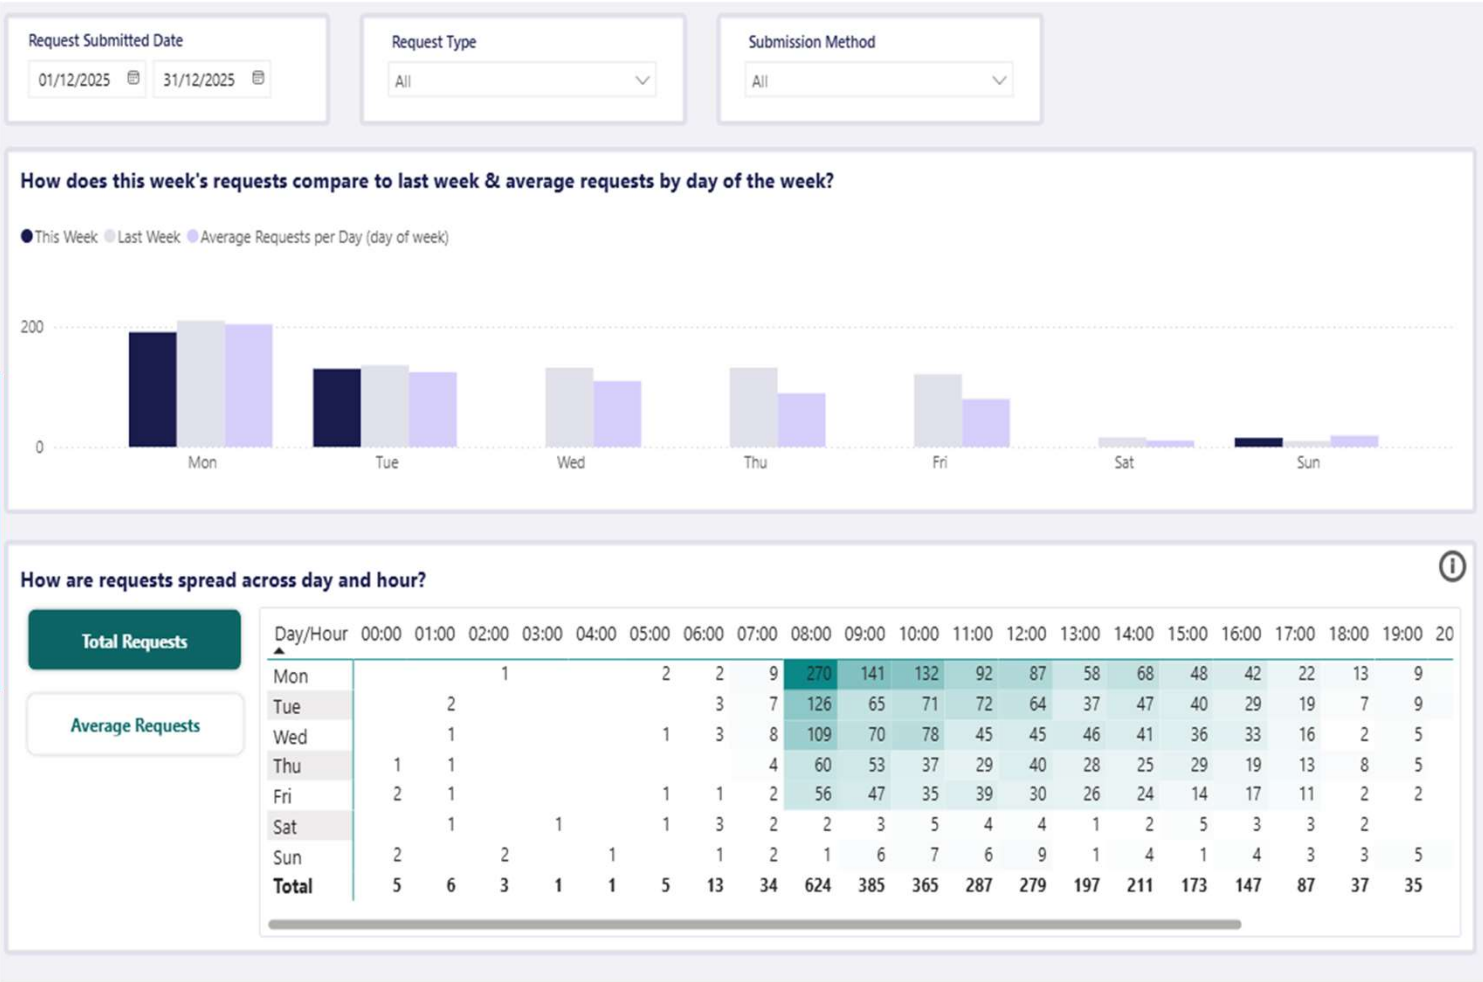 Request Submitted Date
01/12/2025 31/12/2025
Request Type
All
Submission Method
All
How does this week's requests compare to last week & average requests by day of the week?
This Week Last Week Average Requests per Day (day of week)
200
0
Mon Tue Wed Thu Fri Sat Sun
How are requests spread across day and hour?
Total Requests
Average Requests
Day/Hour 00:00 01:00 02:00 03:00 04:00 05:00 06:00 07:00 08:00 09:00 10:00 11:00 12:00 13:00 14:00 15:00 16:00 17:00 18:00 19:00 20
Mon 1 2 2 9 270 141 132 92 87 58 68 48 42 22 13 9
Tue 2 3 7 126 65 71 72 64 37 47 40 29 19 7 9
Wed 1 1 3 8 109 70 78 45 45 46 41 36 33 16 2 5
Thu 1 1 4 60 53 37 29 40 28 25 29 19 13 8 5
Fri 2 1 1 1 2 56 47 35 39 30 26 24 14 17 11 2 2
Sat 1 1 1 3 2 2 3 5 4 4 1 2 5 3 3 2
Sun 2 2 1 1 2 1 6 7 6 9 1 4 1 4 3 3 5
Total 5 6 3 1 1 5 13 34 624 385 365 287 279 197 211 173 147 87 37 35